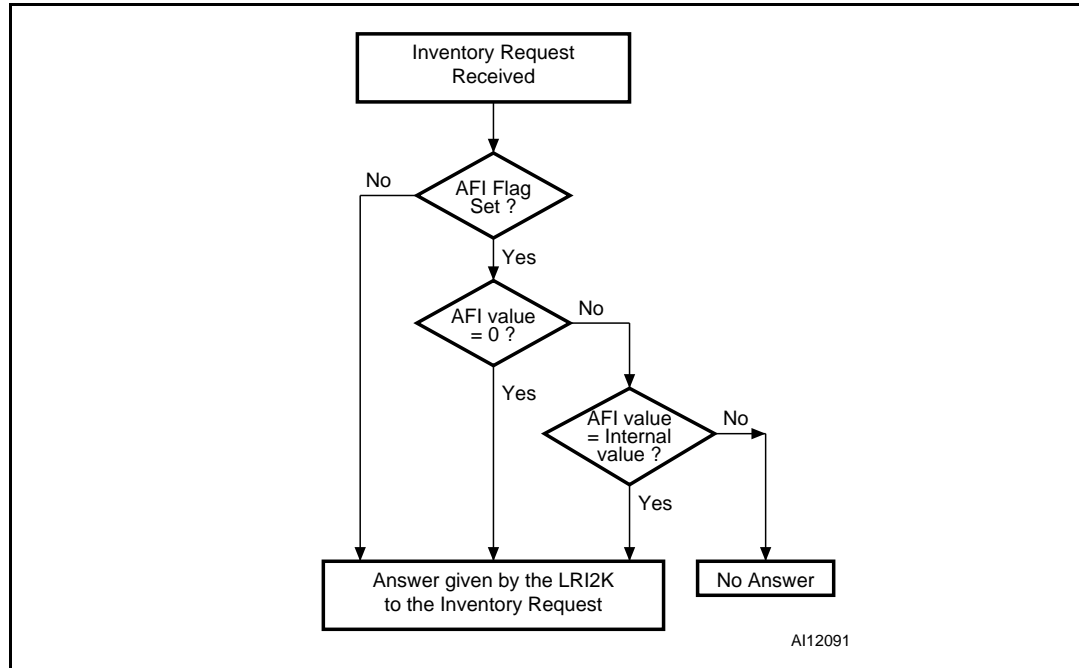 Inventory Request
Received
No
AFI Flag
Set ?
Yes
AFI value
= 0 ?
No
Yes
AFI value
= Internal
value ?
No
Yes
Answer given by the LRI2K
to the Inventory Request
No Answer
AI12091